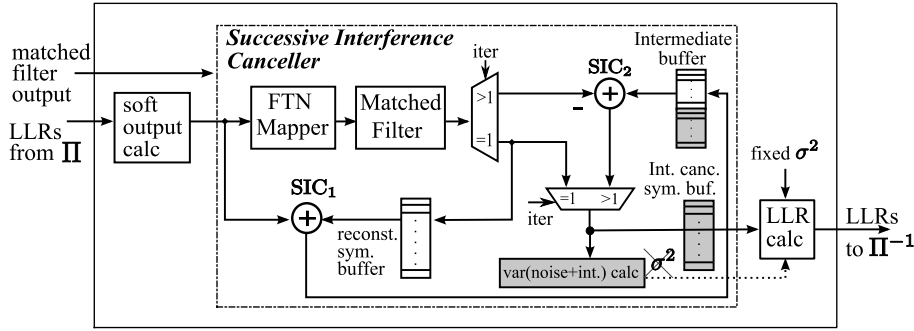 Successive Interference
Canceller
matched
filter
output
LLRs
from Π
soft
output
calc
FTN
Mapper
Matched
Filter
iter
>1
=1
SIC₂
+
−
Intermediate
buffer
SIC₁
+
reconst.
sym.
buffer
=1 >1
iter
Int. canc.
sym. buf.
var(noise+int.) calc
σ²
fixed σ²
LLR
calc
LLRs
to Π⁻¹